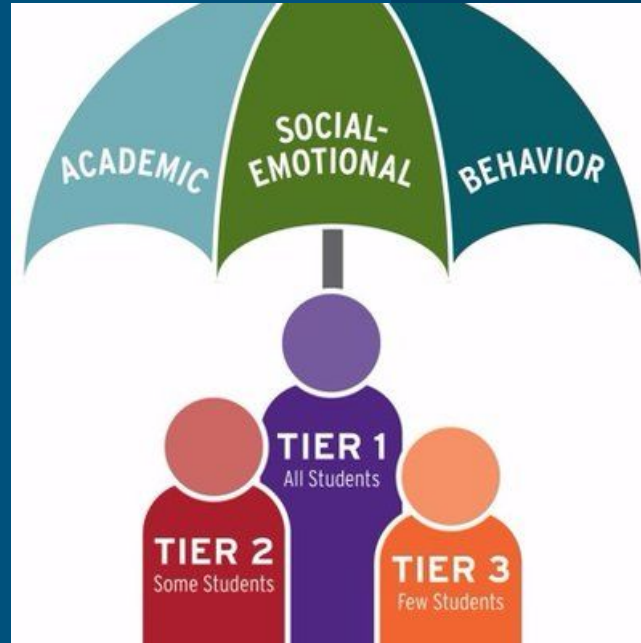 ACADEMIC
SOCIAL-
EMOTIONAL
BEHAVIOR
TIER 1
All Students
TIER 2
Some Students
TIER 3
Few Students